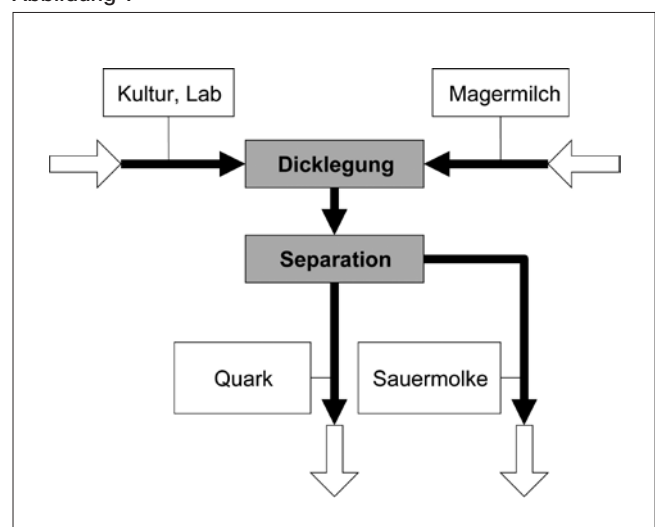 Kultur, Lab
Magermilch
Dicklegung
Separation
Quark
Sauermolke